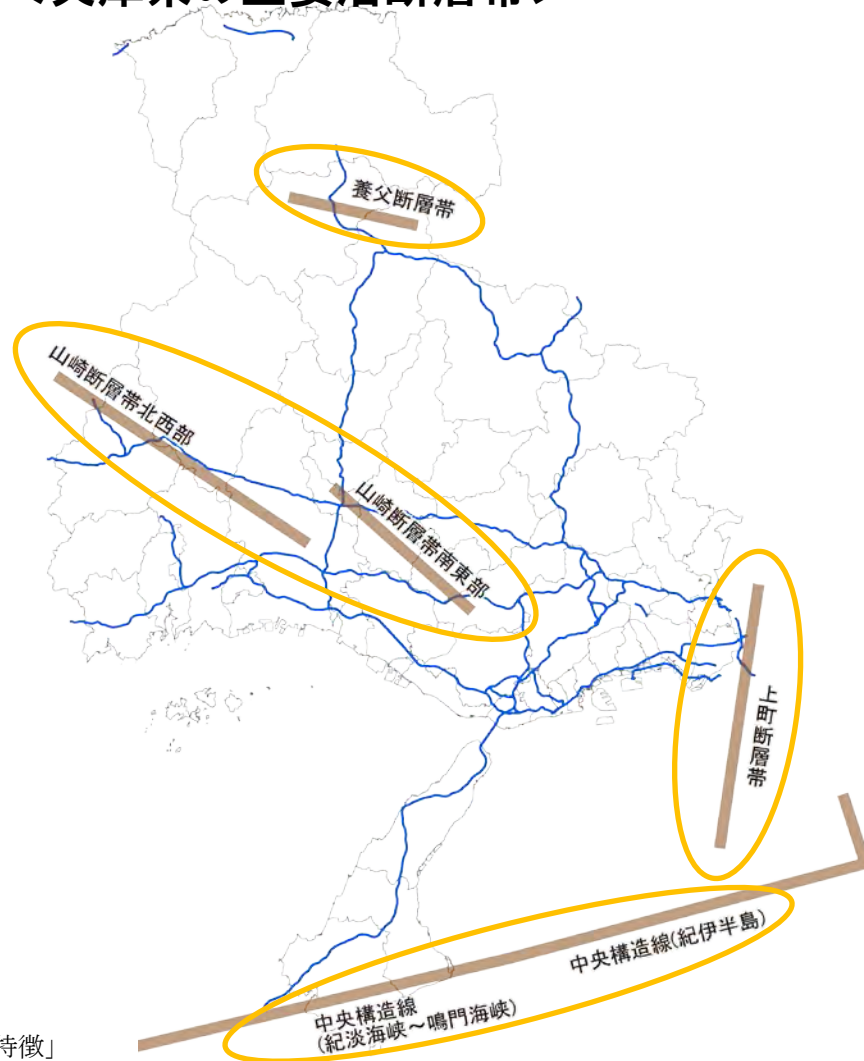 養父断層帯
山崎断層帯北西部
山崎断層帯南東部
上町断層帯
中央構造線(紀伊半島)
中央構造線
(紀淡海峡～鳴門海峡)
特徴」